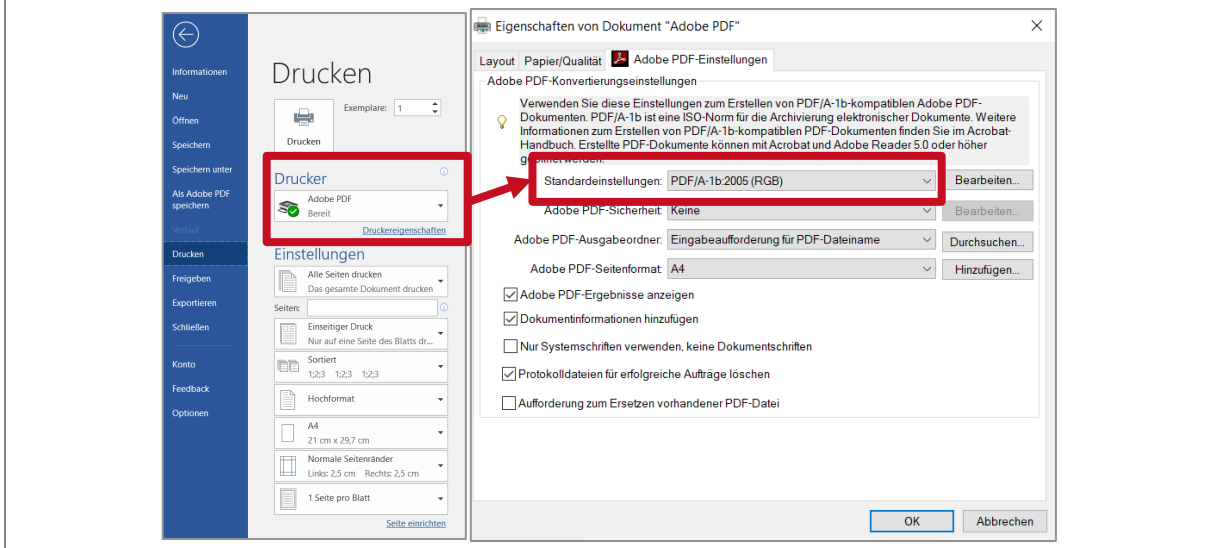 Informationen
Neu
Öffnen
Speichern
Speichern unter
Als Adobe PDF
speichern
Verlauf
Drucken
Freigeben
Exportieren
Schließen
Konto
Feedback
Optionen
Drucken
Exemplare: 1
Drucken
Drucker
Adobe PDF
Bereit
Druckereigenschaften
Einstellungen
Alle Seiten drucken
Das gesamte Dokument drucken
Seiten:
Einseitiger Druck
Nur auf eine Seite des Blatts dr...
Sortiert
1;2;3 1;2;3 1;2;3
Hochformat
A4
21 cm x 29,7 cm
Normale Seitenränder
Links: 2,5 cm Rechts: 2,5 cm
1 Seite pro Blatt
Seite einrichten
Eigenschaften von Dokument "Adobe PDF"
Layout Papier/Qualität Adobe PDF-Einstellungen
Adobe PDF-Konvertierungseinstellungen
Verwenden Sie diese Einstellungen zum Erstellen von PDF/A-1b-kompatiblen Adobe PDF-
Dokumenten. PDF/A-1b ist eine ISO-Norm für die Archivierung elektronischer Dokumente. Weitere
Informationen zum Erstellen von PDF/A-1b-kompatiblen PDF-Dokumenten finden Sie im Acrobat-
Handbuch. Erstellte PDF-Dokumente können mit Acrobat und Adobe Reader 5.0 oder höher
geöffnet werden.
Standardeinstellungen: PDF/A-1b:2005 (RGB) Bearbeiten...
Adobe PDF-Sicherheit: Keine Bearbeiten...
Adobe PDF-Ausgabeordner: Eingabeaufforderung für PDF-Dateiname Durchsuchen...
Adobe PDF-Seitenformat: A4 Hinzufügen...
Adobe PDF-Ergebnisse anzeigen
Dokumentinformationen hinzufügen
Nur Systemschriften verwenden, keine Dokumentschriften
Protokolldateien für erfolgreiche Aufträge löschen
Aufforderung zum Ersetzen vorhandener PDF-Datei
OK Abbrechen